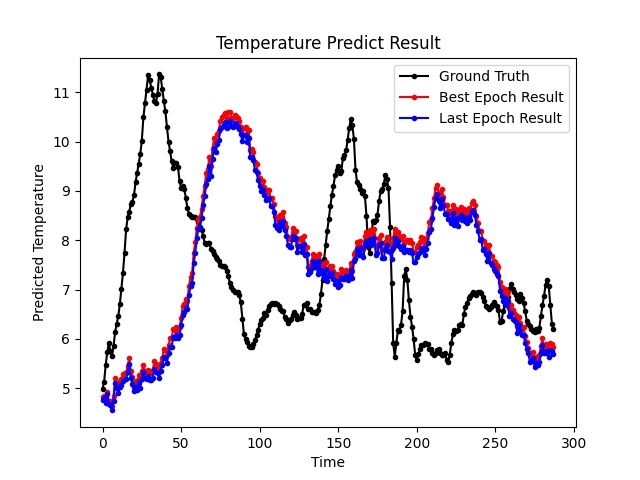 Temperature Predict Result
Ground Truth
Best Epoch Result
Last Epoch Result
Predicted Temperature
11
10
9
8
7
6
5
0
50
100
150
200
250
300
Time